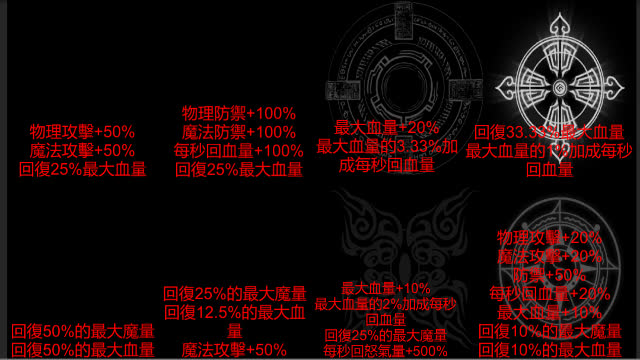 物理攻擊+50%
魔法攻擊+50%
回復25%最大血量
物理防禦+100%
魔法防禦+100%
每秒回血量+100%
回復25%最大血量
最大血量+20%
最大血量的3.33%加
成每秒回血量
回復33.33%最大血量
最大血量的1%加成每秒
回血量
回復50%的最大魔量
回復50%的最大血量
回復25%的最大魔量
回復12.5%的最大血
量
魔法攻擊+50%
最大血量+10%
最大血量的2%加成每秒
回血量
回復25%的最大魔量
每秒回怒氣量+500%
物理攻擊+20%
魔法攻擊+20%
防禦+50%
每秒回血量+20%
最大血量+10%
回復10%的最大魔量
回復10%的最大血量